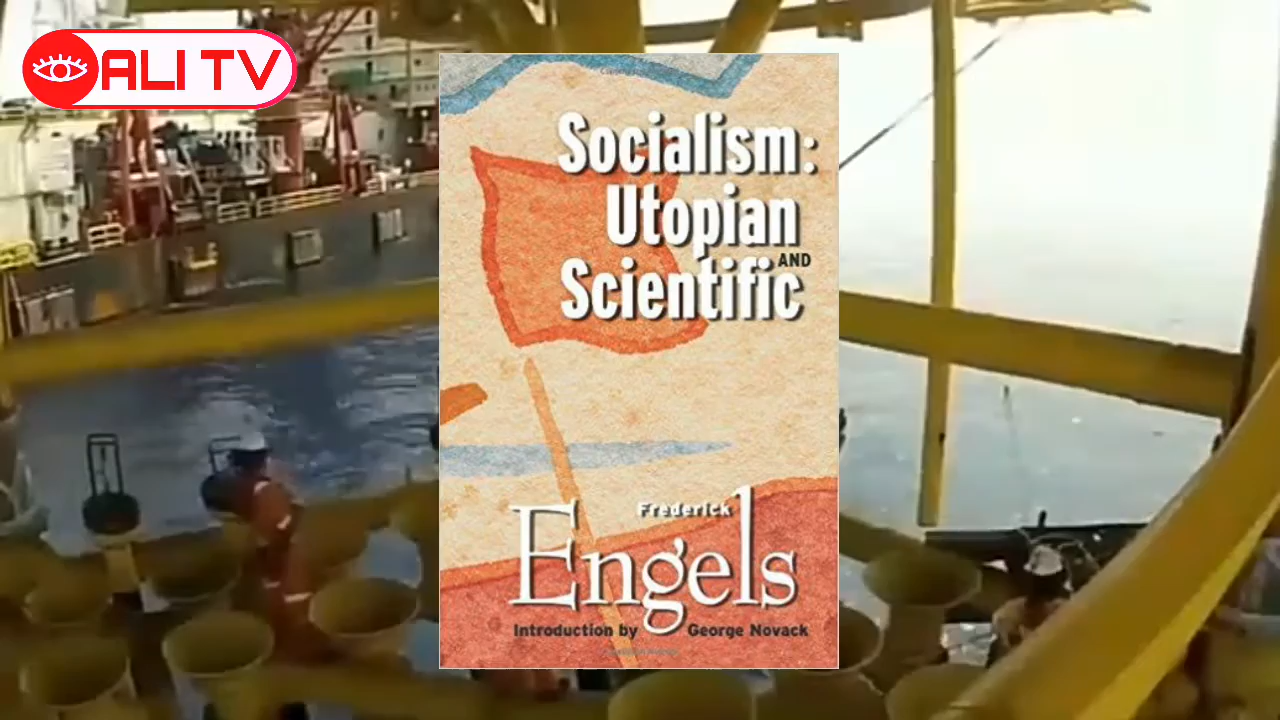 ALI TV
Socialism:
Utopian
AND
Scientific
Frederick
Engels
Introduction by George Novack